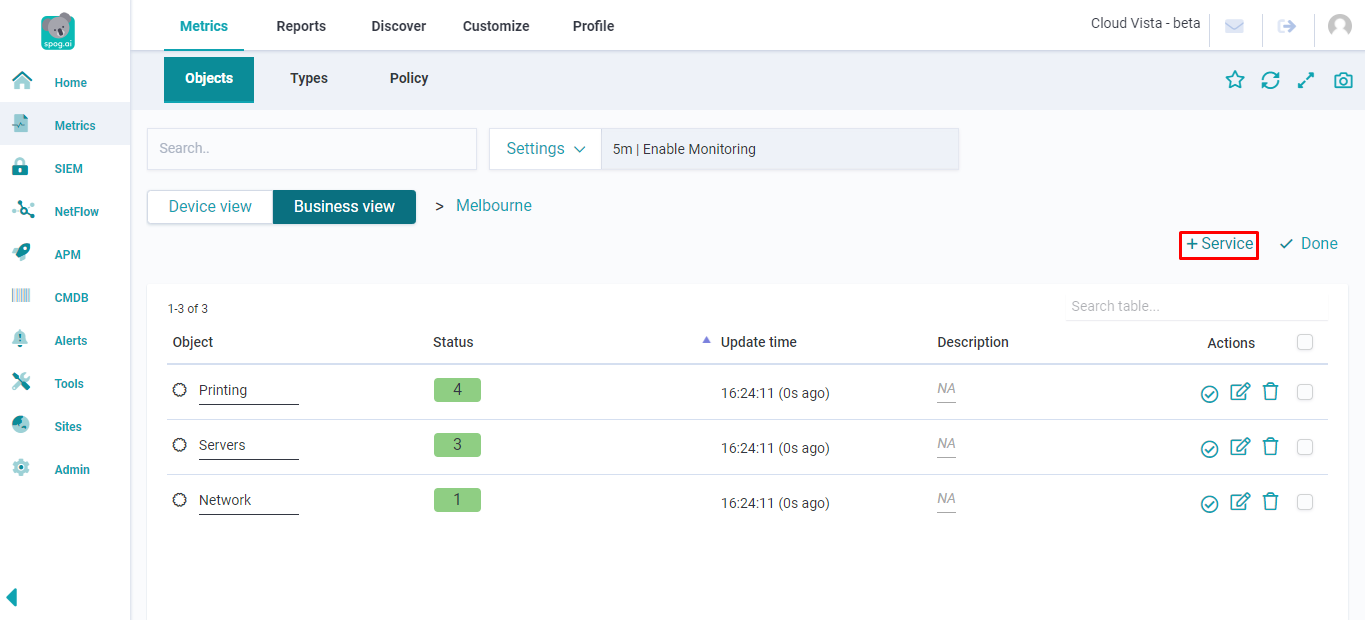 spog.ai
Metrics Reports Discover Customize Profile
Cloud Vista - beta
Objects Types Policy
Home
Metrics
SIEM
NetFlow
APM
CMDB
Alerts
Tools
Sites
Admin
Search..
Settings 5m | Enable Monitoring
Device view Business view > Melbourne
+ Service Done
1-3 of 3 Search table...
Object Status Update time Description Actions
Printing 4 16:24:11 (0s ago) NA
Servers 3 16:24:11 (0s ago) NA
Network 1 16:24:11 (0s ago) NA